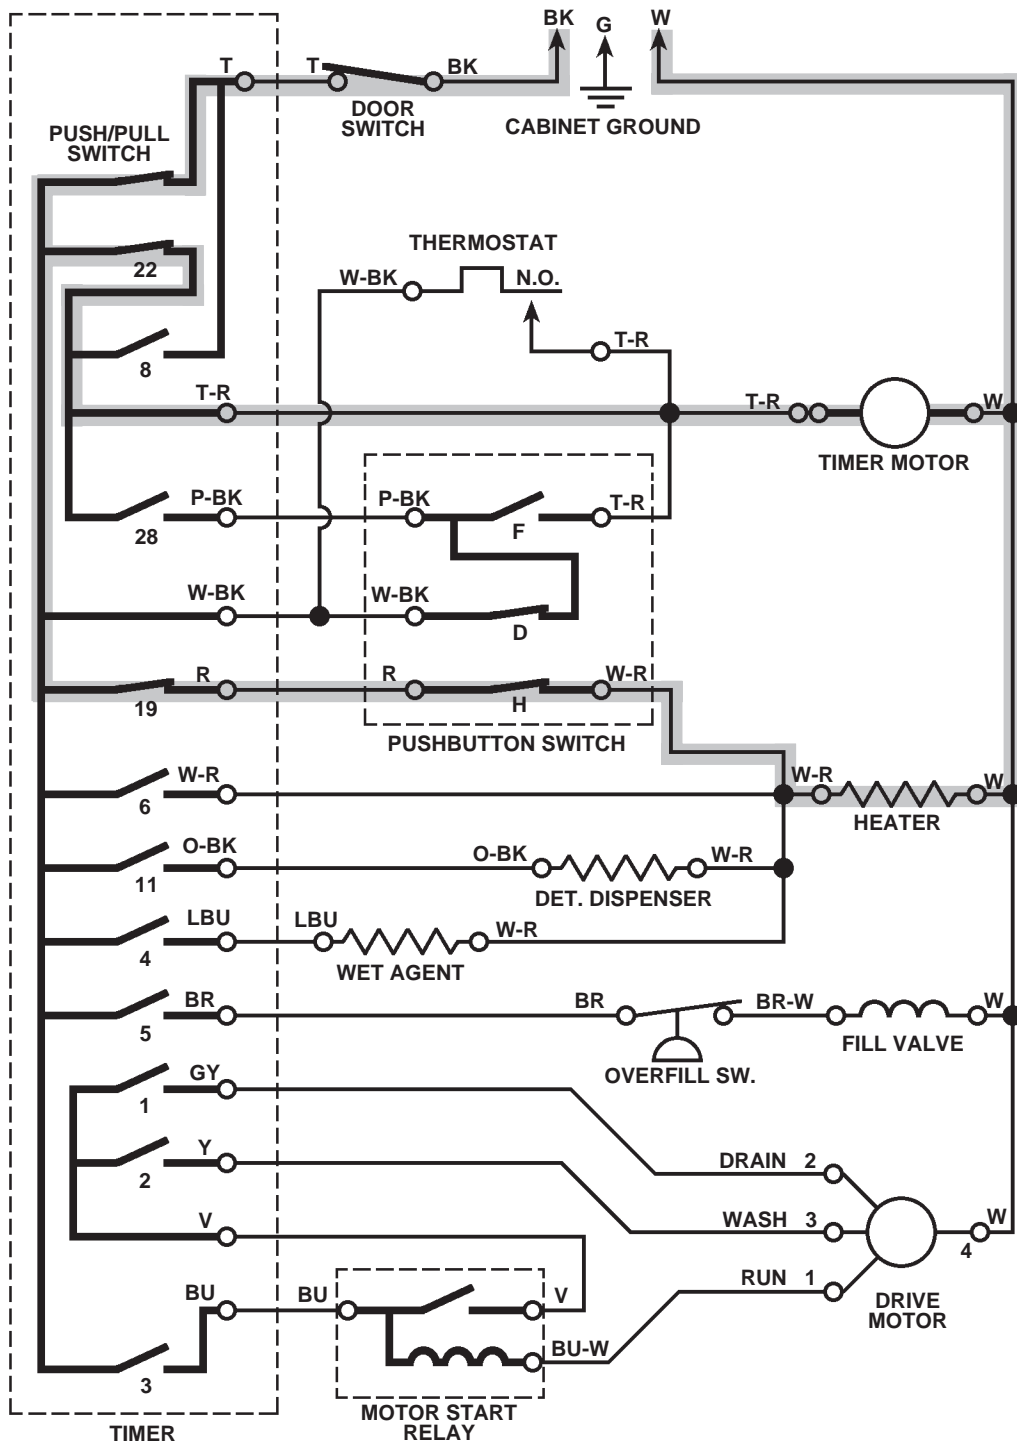 BK
G
W
T
T
BK
DOOR
SWITCH
CABINET GROUND
PUSH/PULL
SWITCH
THERMOSTAT
22
W-BK
N.O.
T-R
8
T-R
T-R
W
TIMER MOTOR
P-BK
P-BK
T-R
28
F
W-BK
W-BK
D
R
R
W-R
19
H
PUSHBUTTON SWITCH
W-R
W-R
W
6
HEATER
O-BK
O-BK
W-R
11
DET. DISPENSER
LBU
LBU
W-R
4
WET AGENT
BR
BR
BR-W
W
5
FILL VALVE
OVERFILL SW.
GY
1
Y
DRAIN 2
2
V
WASH 3
W
4
BU
BU
V
RUN 1
DRIVE
MOTOR
BU-W
3
MOTOR START
RELAY
TIMER